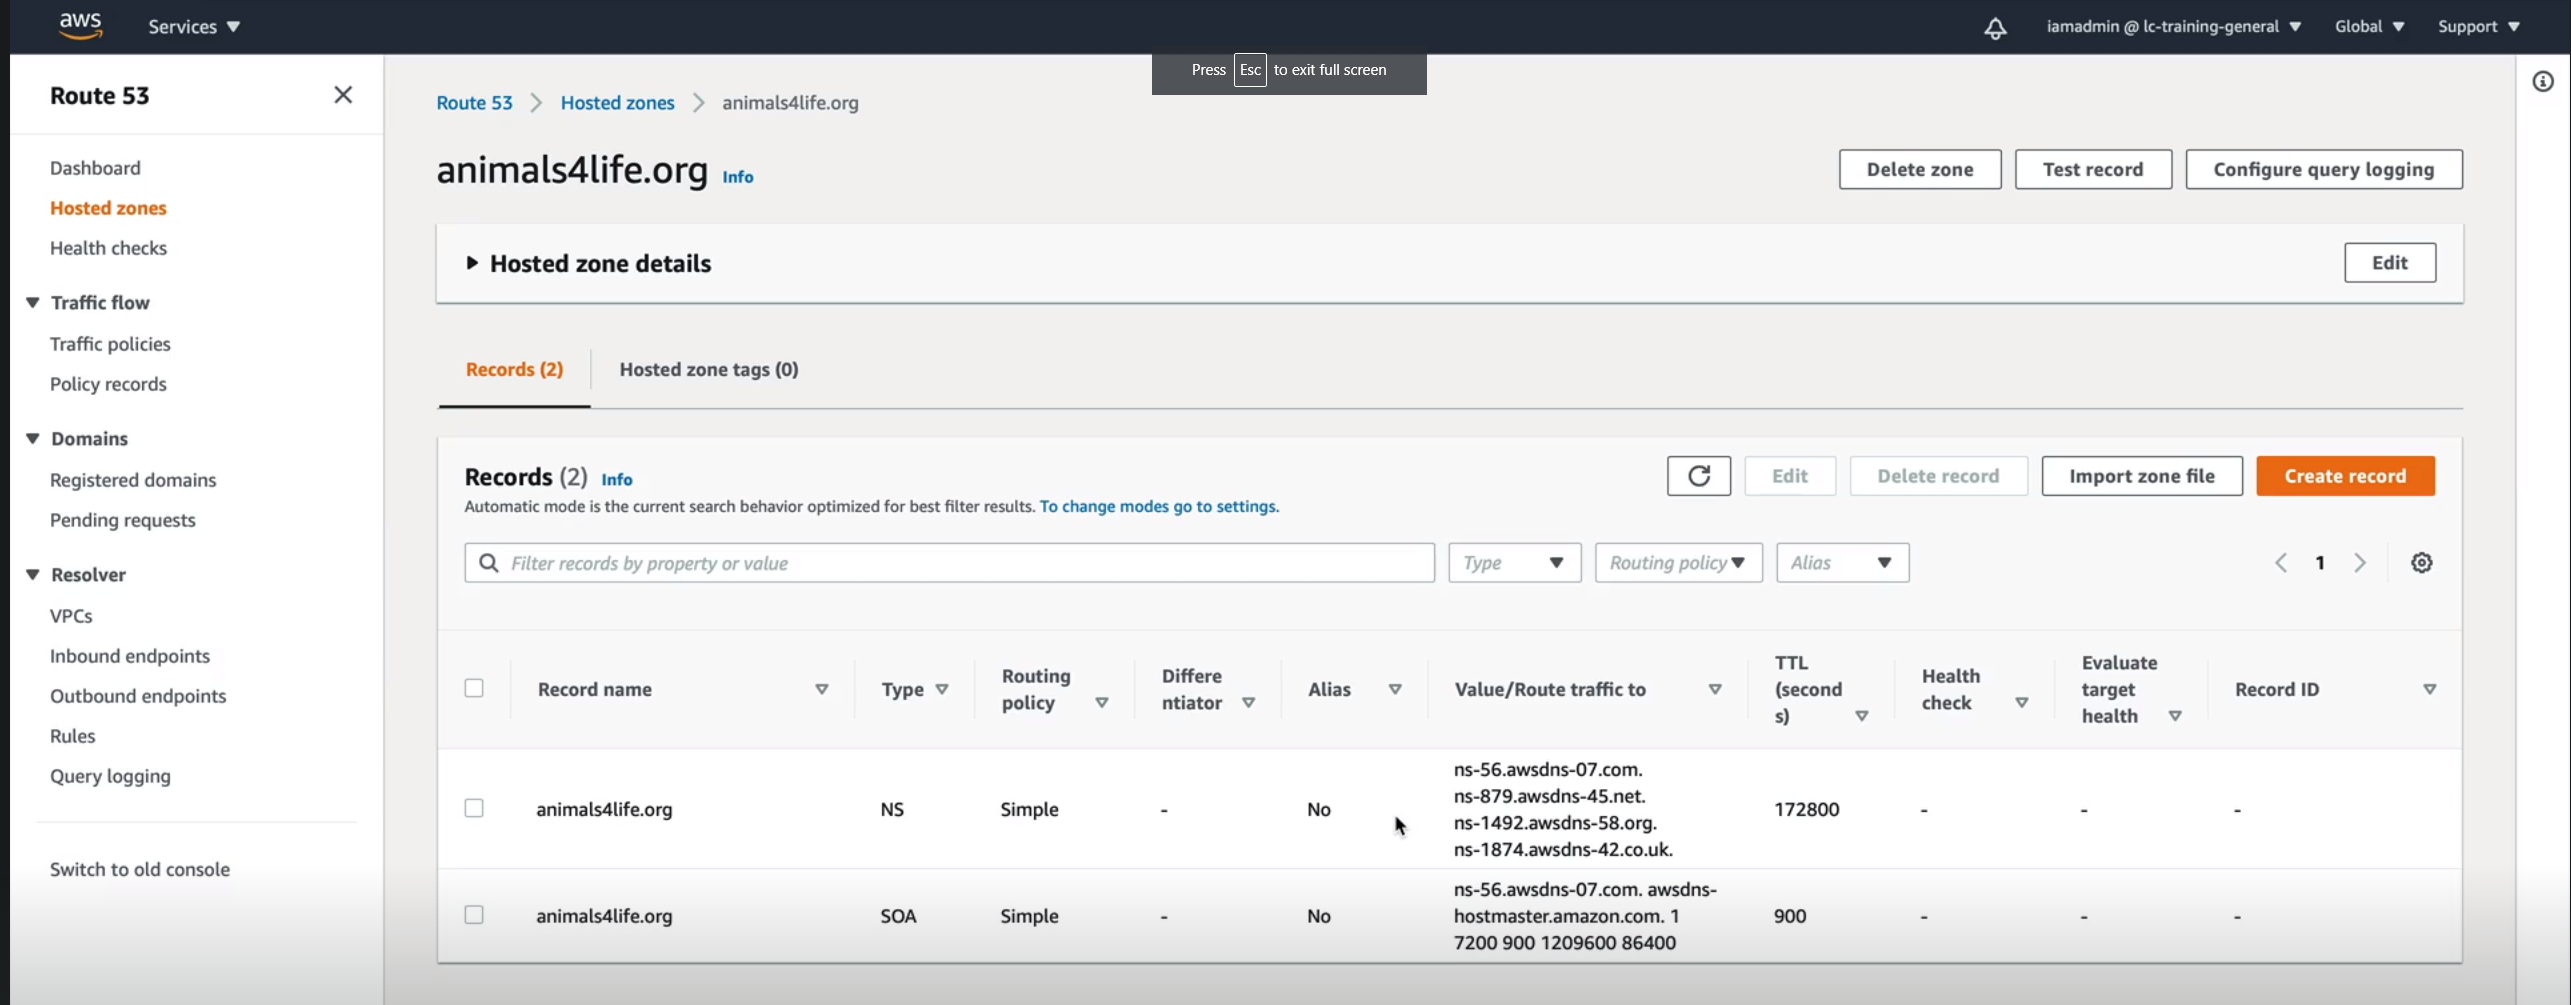 aws
Services
iamadmin @ lc-training-general
Global
Support
Press Esc to exit full screen
Route 53
Dashboard
Hosted zones
Health checks
Traffic flow
Traffic policies
Policy records
Domains
Registered domains
Pending requests
Resolver
VPCs
Inbound endpoints
Outbound endpoints
Rules
Query logging
Switch to old console
Route 53 > Hosted zones > animals4life.org
animals4life.org Info
Delete zone
Test record
Configure query logging
Hosted zone details
Edit
Records (2)
Hosted zone tags (0)
Records (2) Info
Automatic mode is the current search behavior optimized for best filter results. To change modes go to settings.
Edit
Delete record
Import zone file
Create record
Filter records by property or value
Type
Routing policy
Alias
1
Record name
Type
Routing
policy
Differe
ntiator
Alias
Value/Route traffic to
TTL
(second
s)
Health
check
Evaluate
target
health
Record ID
animals4life.org
NS
Simple
-
No
ns-56.awsdns-07.com.
ns-879.awsdns-45.net.
ns-1492.awsdns-58.org.
ns-1874.awsdns-42.co.uk.
172800
-
-
-
animals4life.org
SOA
Simple
-
No
ns-56.awsdns-07.com. awsdns-
hostmaster.amazon.com. 1
7200 900 1209600 86400
900
-
-
-